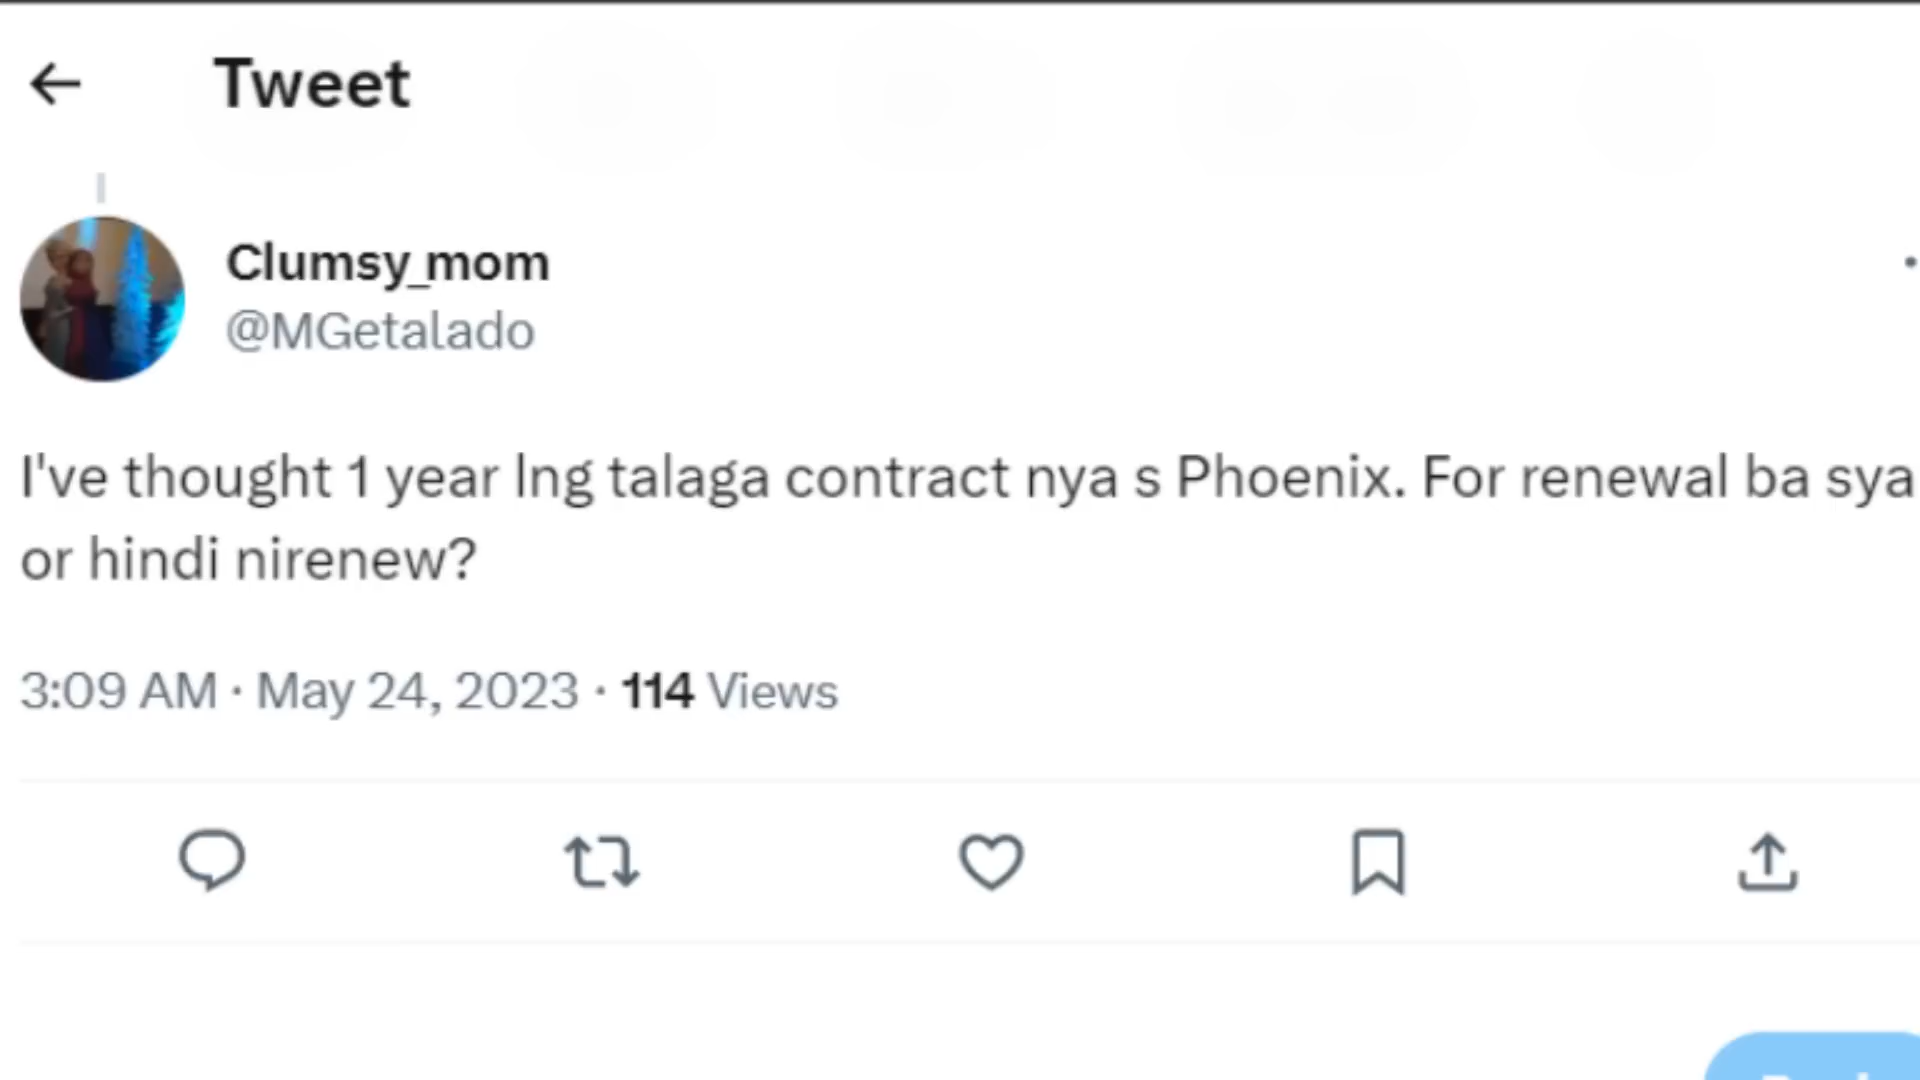 Tweet
Clumsy_mom
@MGetalado
I've thought 1 year lng talaga contract nya s Phoenix. For renewal ba sya
or hindi nirenew?
3:09 AM · May 24, 2023 · 114 Views